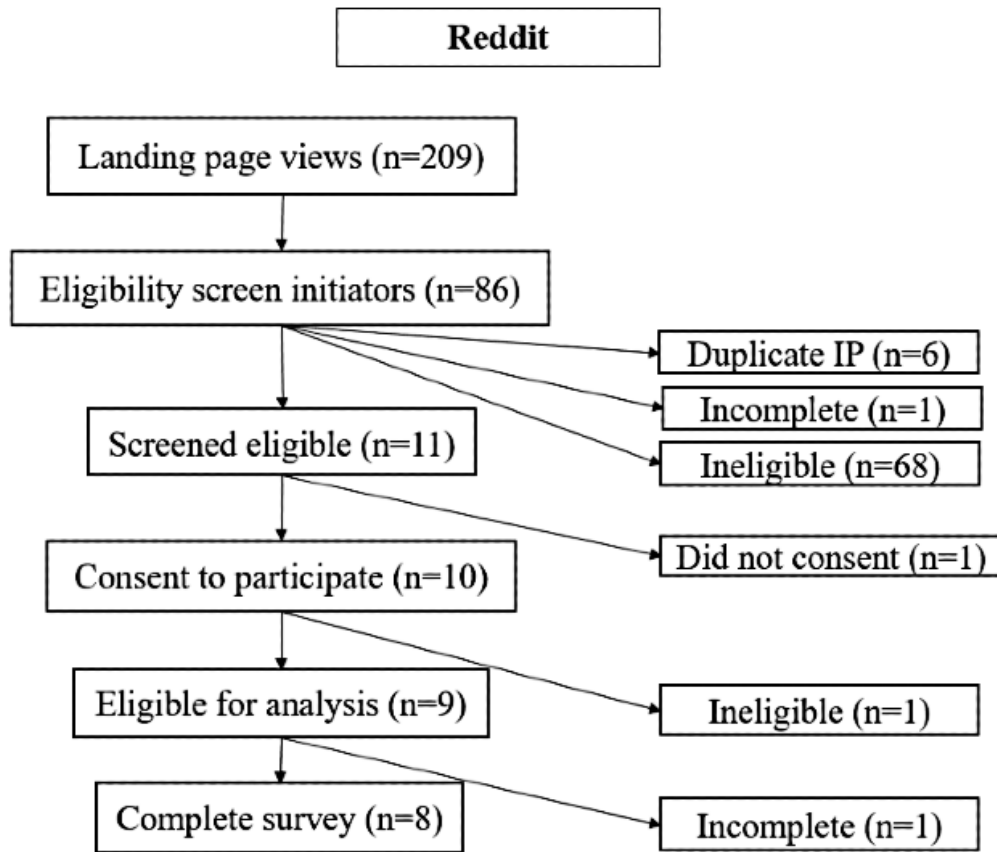 Reddit
Landing page views (n=209)
Eligibility screen initiators (n=86)
Duplicate IP (n=6)
Incomplete (n=1)
Ineligible (n=68)
Screened eligible (n=11)
Did not consent (n=1)
Consent to participate (n=10)
Ineligible (n=1)
Eligible for analysis (n=9)
Incomplete (n=1)
Complete survey (n=8)